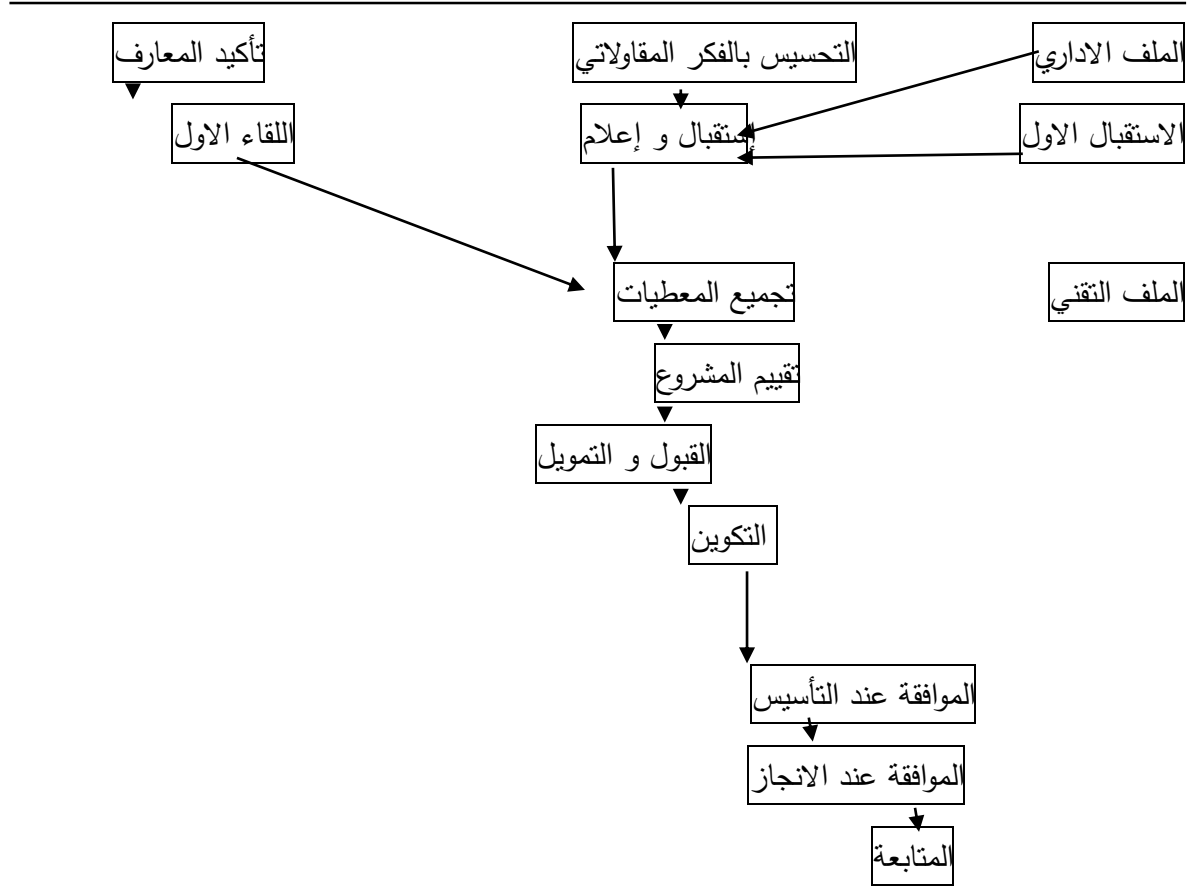 الملف الاداري
التحسيس بالفكر المقاولاتي
تأكيد المعارف
الاستقبال الاول
إستقبال و إعلام
اللقاء الاول
الملف التقني
تجميع المعطيات
تقييم المشروع
القبول و التمويل
التكوين
الموافقة عند التأسيس
الموافقة عند الانجاز
المتابعة